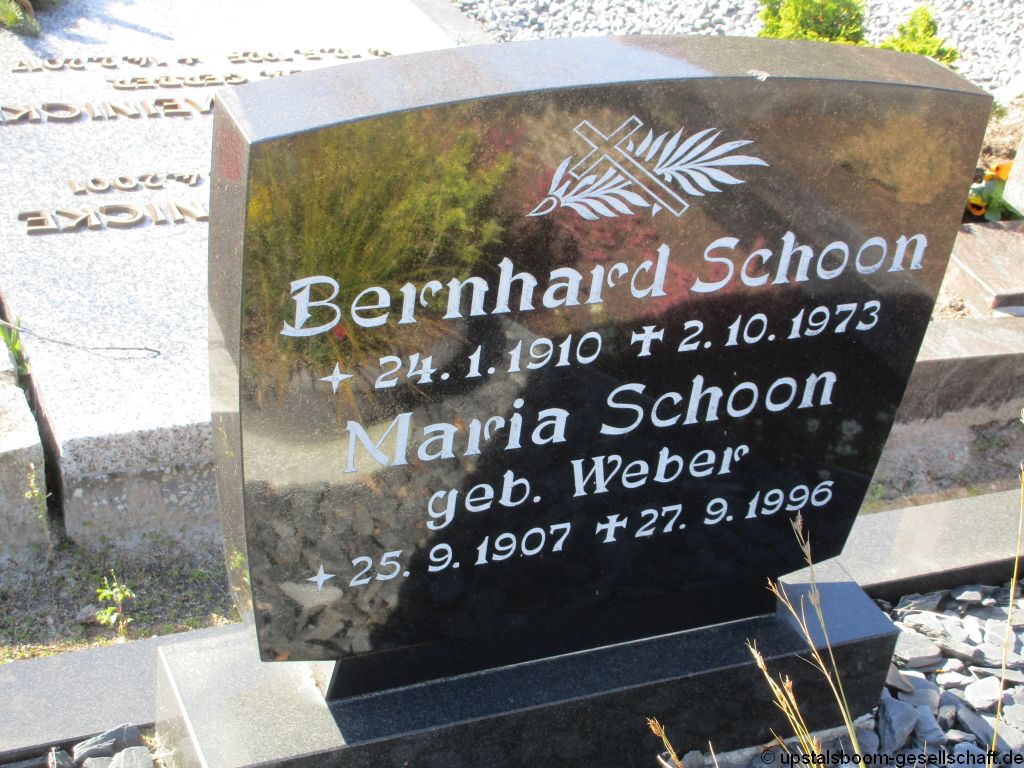 Bernhard Schoon
24.1.1910 ✝ 2.10.1973
Maria Schoon
geb. Weber
25.9.1907 ✝ 27.9.1996
© upstalsboom-gesellschaft.de